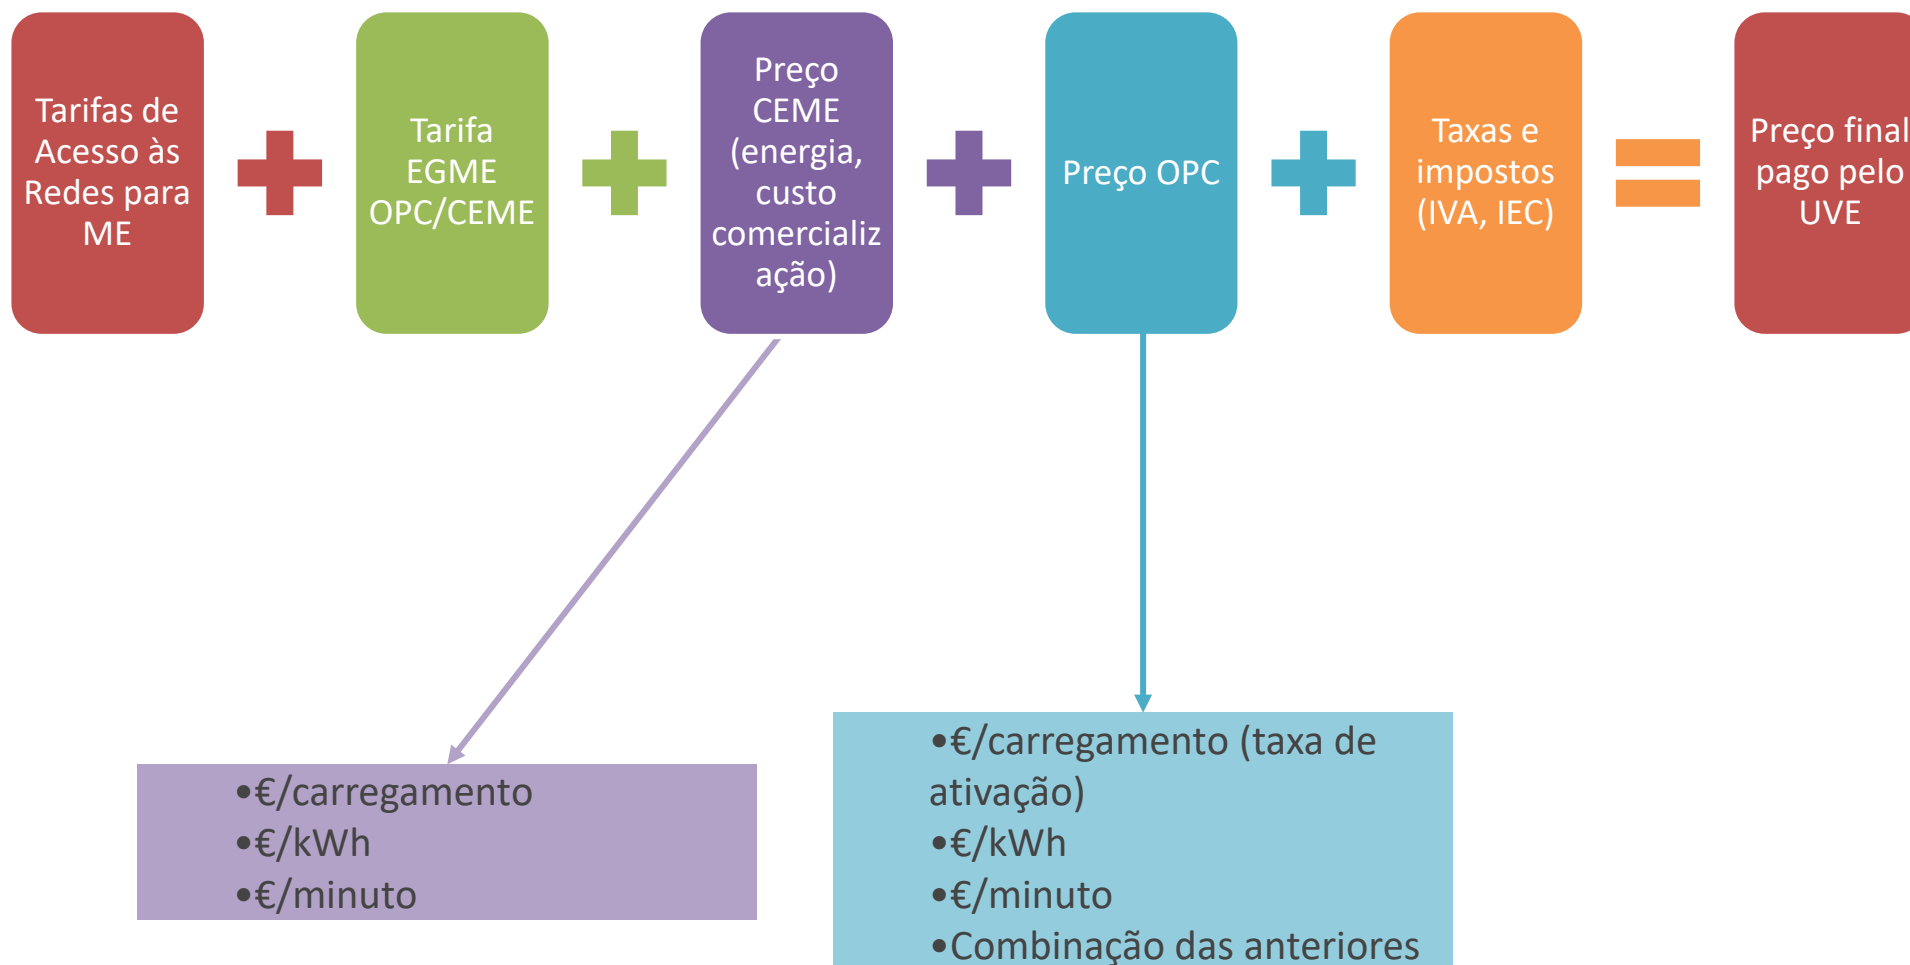 Tarifas de
Acesso às
Redes para
ME
Tarifa
EGME
OPC/CEME
Preço
CEME
(energia,
custo
comercializ
ação)
Preço OPC
Taxas e
impostos
(IVA, IEC)
Preço final
pago pelo
UVE
•€/carregamento
•€/kWh
•€/minuto
•€/carregamento (taxa de
ativação)
•€/kWh
•€/minuto
•Combinação das anteriores